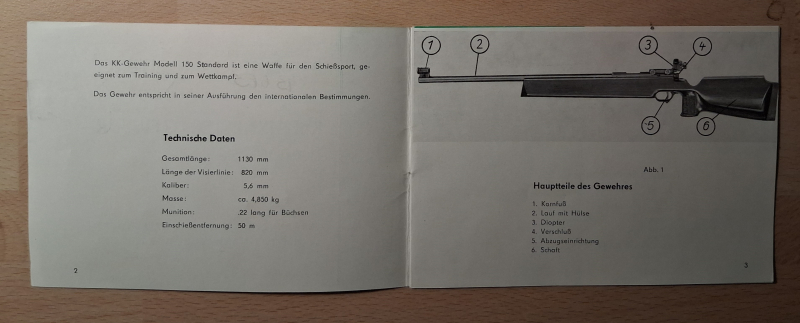 Das KK-Gewehr Modell 150 Standard ist eine Waffe für den Schießsport, ge-
eignet zum Training und zum Wettkampf.
Das Gewehr entspricht in seiner Ausführung den internationalen Bestimmungen.
Technische Daten
Gesamtlänge: 1130 mm
Länge der Visierlinie: 820 mm
Kaliber: 5,6 mm
Masse: ca. 4,850 kg
Munition: .22 lang für Büchsen
Einschießentfernung: 50 m
2
1 2 3 4
5 6
Abb. 1
Hauptteile des Gewehres
1. Kornfuß
2. Lauf mit Hülse
3. Diopter
4. Verschluß
5. Abzugseinrichtung
6. Schaft
3